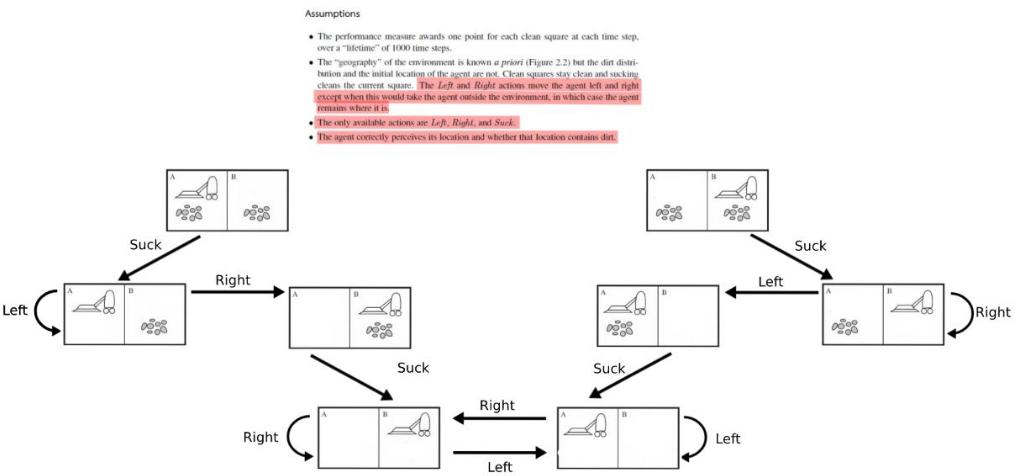 Assumptions
• The performance measure awards one point for each clean square at each time step,
over a "lifetime" of 1000 time steps.
• The "geography" of the environment is known a priori (Figure 2.2) but the dirt distri-
bution and the initial location of the agent are not. Clean squares stay clean and sucking
cleans the current square. The Left and Right actions move the agent left and right
except when this would take the agent outside the environment, in which case the agent
remains where it is.
• The only available actions are Left, Right, and Suck.
• The agent correctly perceives its location and whether that location contains dirt.
A B
A B
Suck
Suck
Left
A B
Right
A B
A B
Left
A B
Right
Suck
Suck
Right
A B
Right
Left
A B
Left